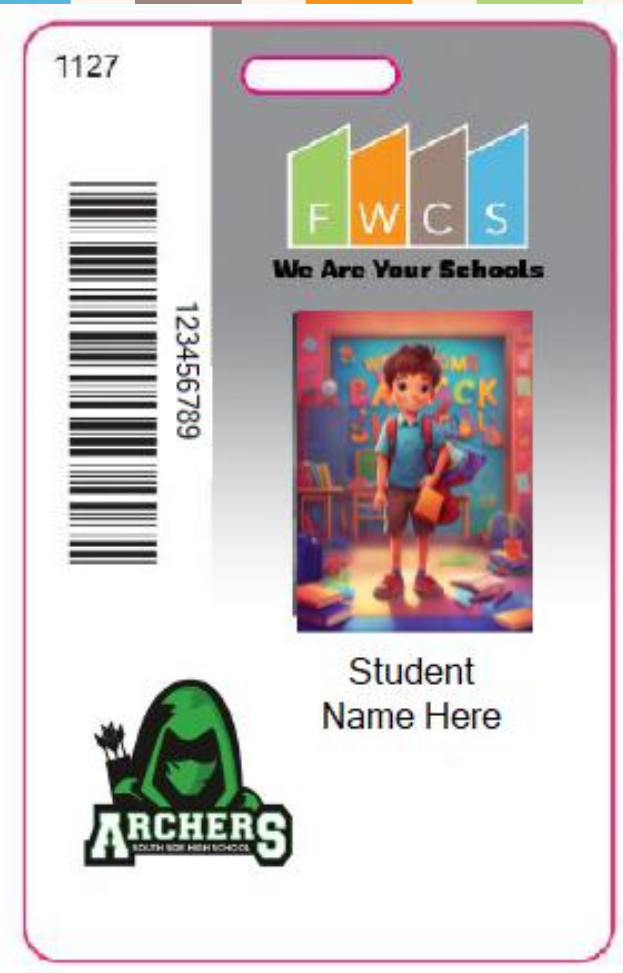 1127
F W C S
We Are Your Schools
123456789
Student
Name Here
ARCHERS
SOUTH SIDE HIGH SCHOOL